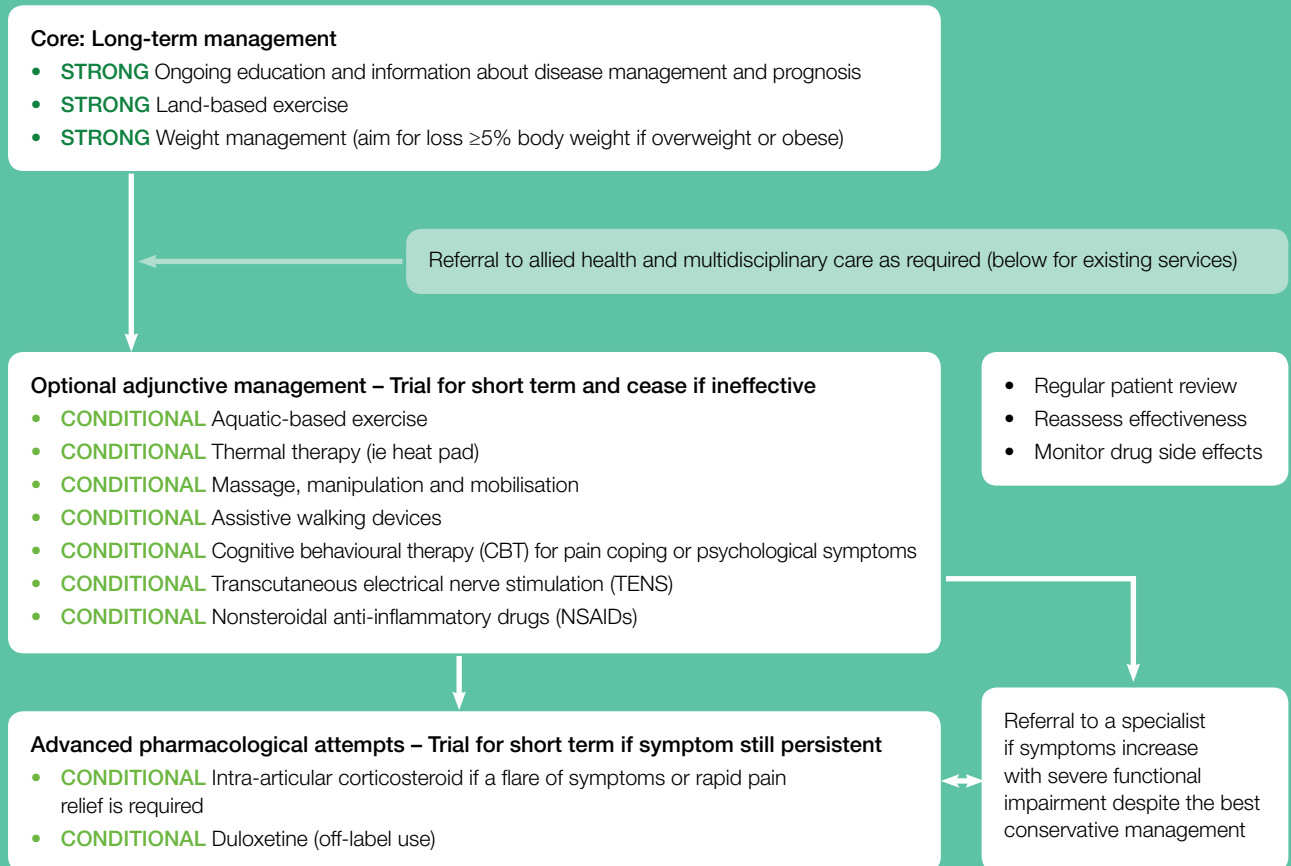 Core: Long-term management
• STRONG Ongoing education and information about disease management and prognosis
• STRONG Land-based exercise
• STRONG Weight management (aim for loss ≥5% body weight if overweight or obese)
Referral to allied health and multidisciplinary care as required (below for existing services)
Optional adjunctive management – Trial for short term and cease if ineffective
• CONDITIONAL Aquatic-based exercise
• CONDITIONAL Thermal therapy (ie heat pad)
• CONDITIONAL Massage, manipulation and mobilisation
• CONDITIONAL Assistive walking devices
• CONDITIONAL Cognitive behavioural therapy (CBT) for pain coping or psychological symptoms
• CONDITIONAL Transcutaneous electrical nerve stimulation (TENS)
• CONDITIONAL Nonsteroidal anti-inflammatory drugs (NSAIDs)
• Regular patient review
• Reassess effectiveness
• Monitor drug side effects
Advanced pharmacological attempts – Trial for short term if symptom still persistent
• CONDITIONAL Intra-articular corticosteroid if a flare of symptoms or rapid pain
relief is required
• CONDITIONAL Duloxetine (off-label use)
Referral to a specialist
if symptoms increase
with severe functional
impairment despite the best
conservative management